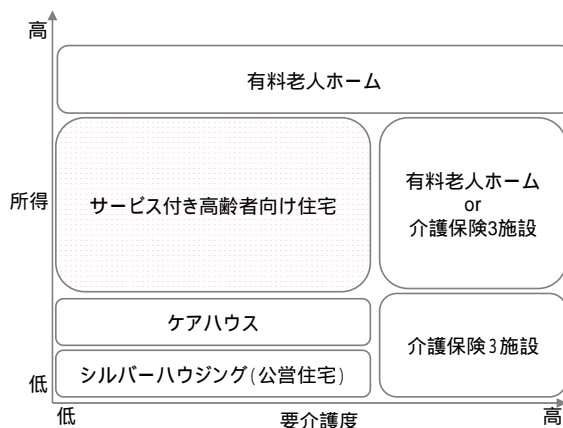 高
有料老人ホーム
所得
サービス付き高齢者向け住宅
有料老人ホーム
or
介護保険3施設
ケアハウス
介護保険3施設
シルバーハウジング(公営住宅)
低
低
要介護度
高